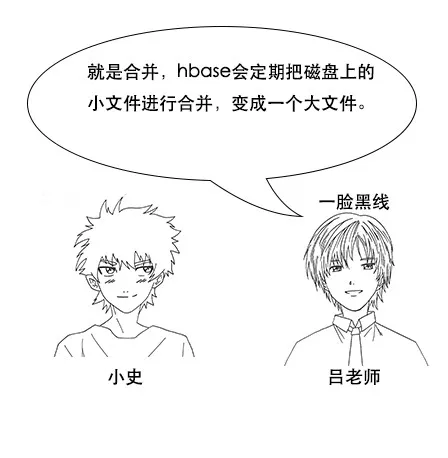 就是合并，hbase会定期把磁盘上的
小文件进行合并，变成一个大文件。
一脸黑线
小史
吕老师